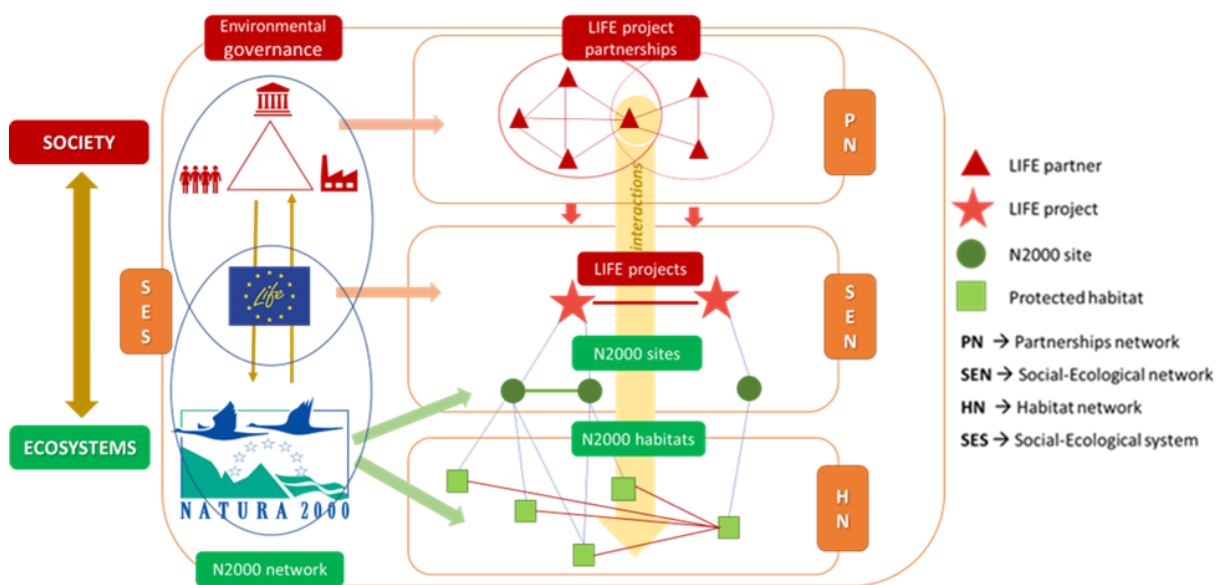 Environmental
governance
LIFE project
partnerships
SOCIETY
P
N
interactions
LIFE partner
LIFE project
N2000 site
Protected habitat
S
E
S
Life
LIFE projects
S
E
N
N2000 sites
PN → Partnerships network
SEN → Social-Ecological network
HN → Habitat network
SES → Social-Ecological system
ECOSYSTEMS
N2000 habitats
NATURA 2000
H
N
N2000 network